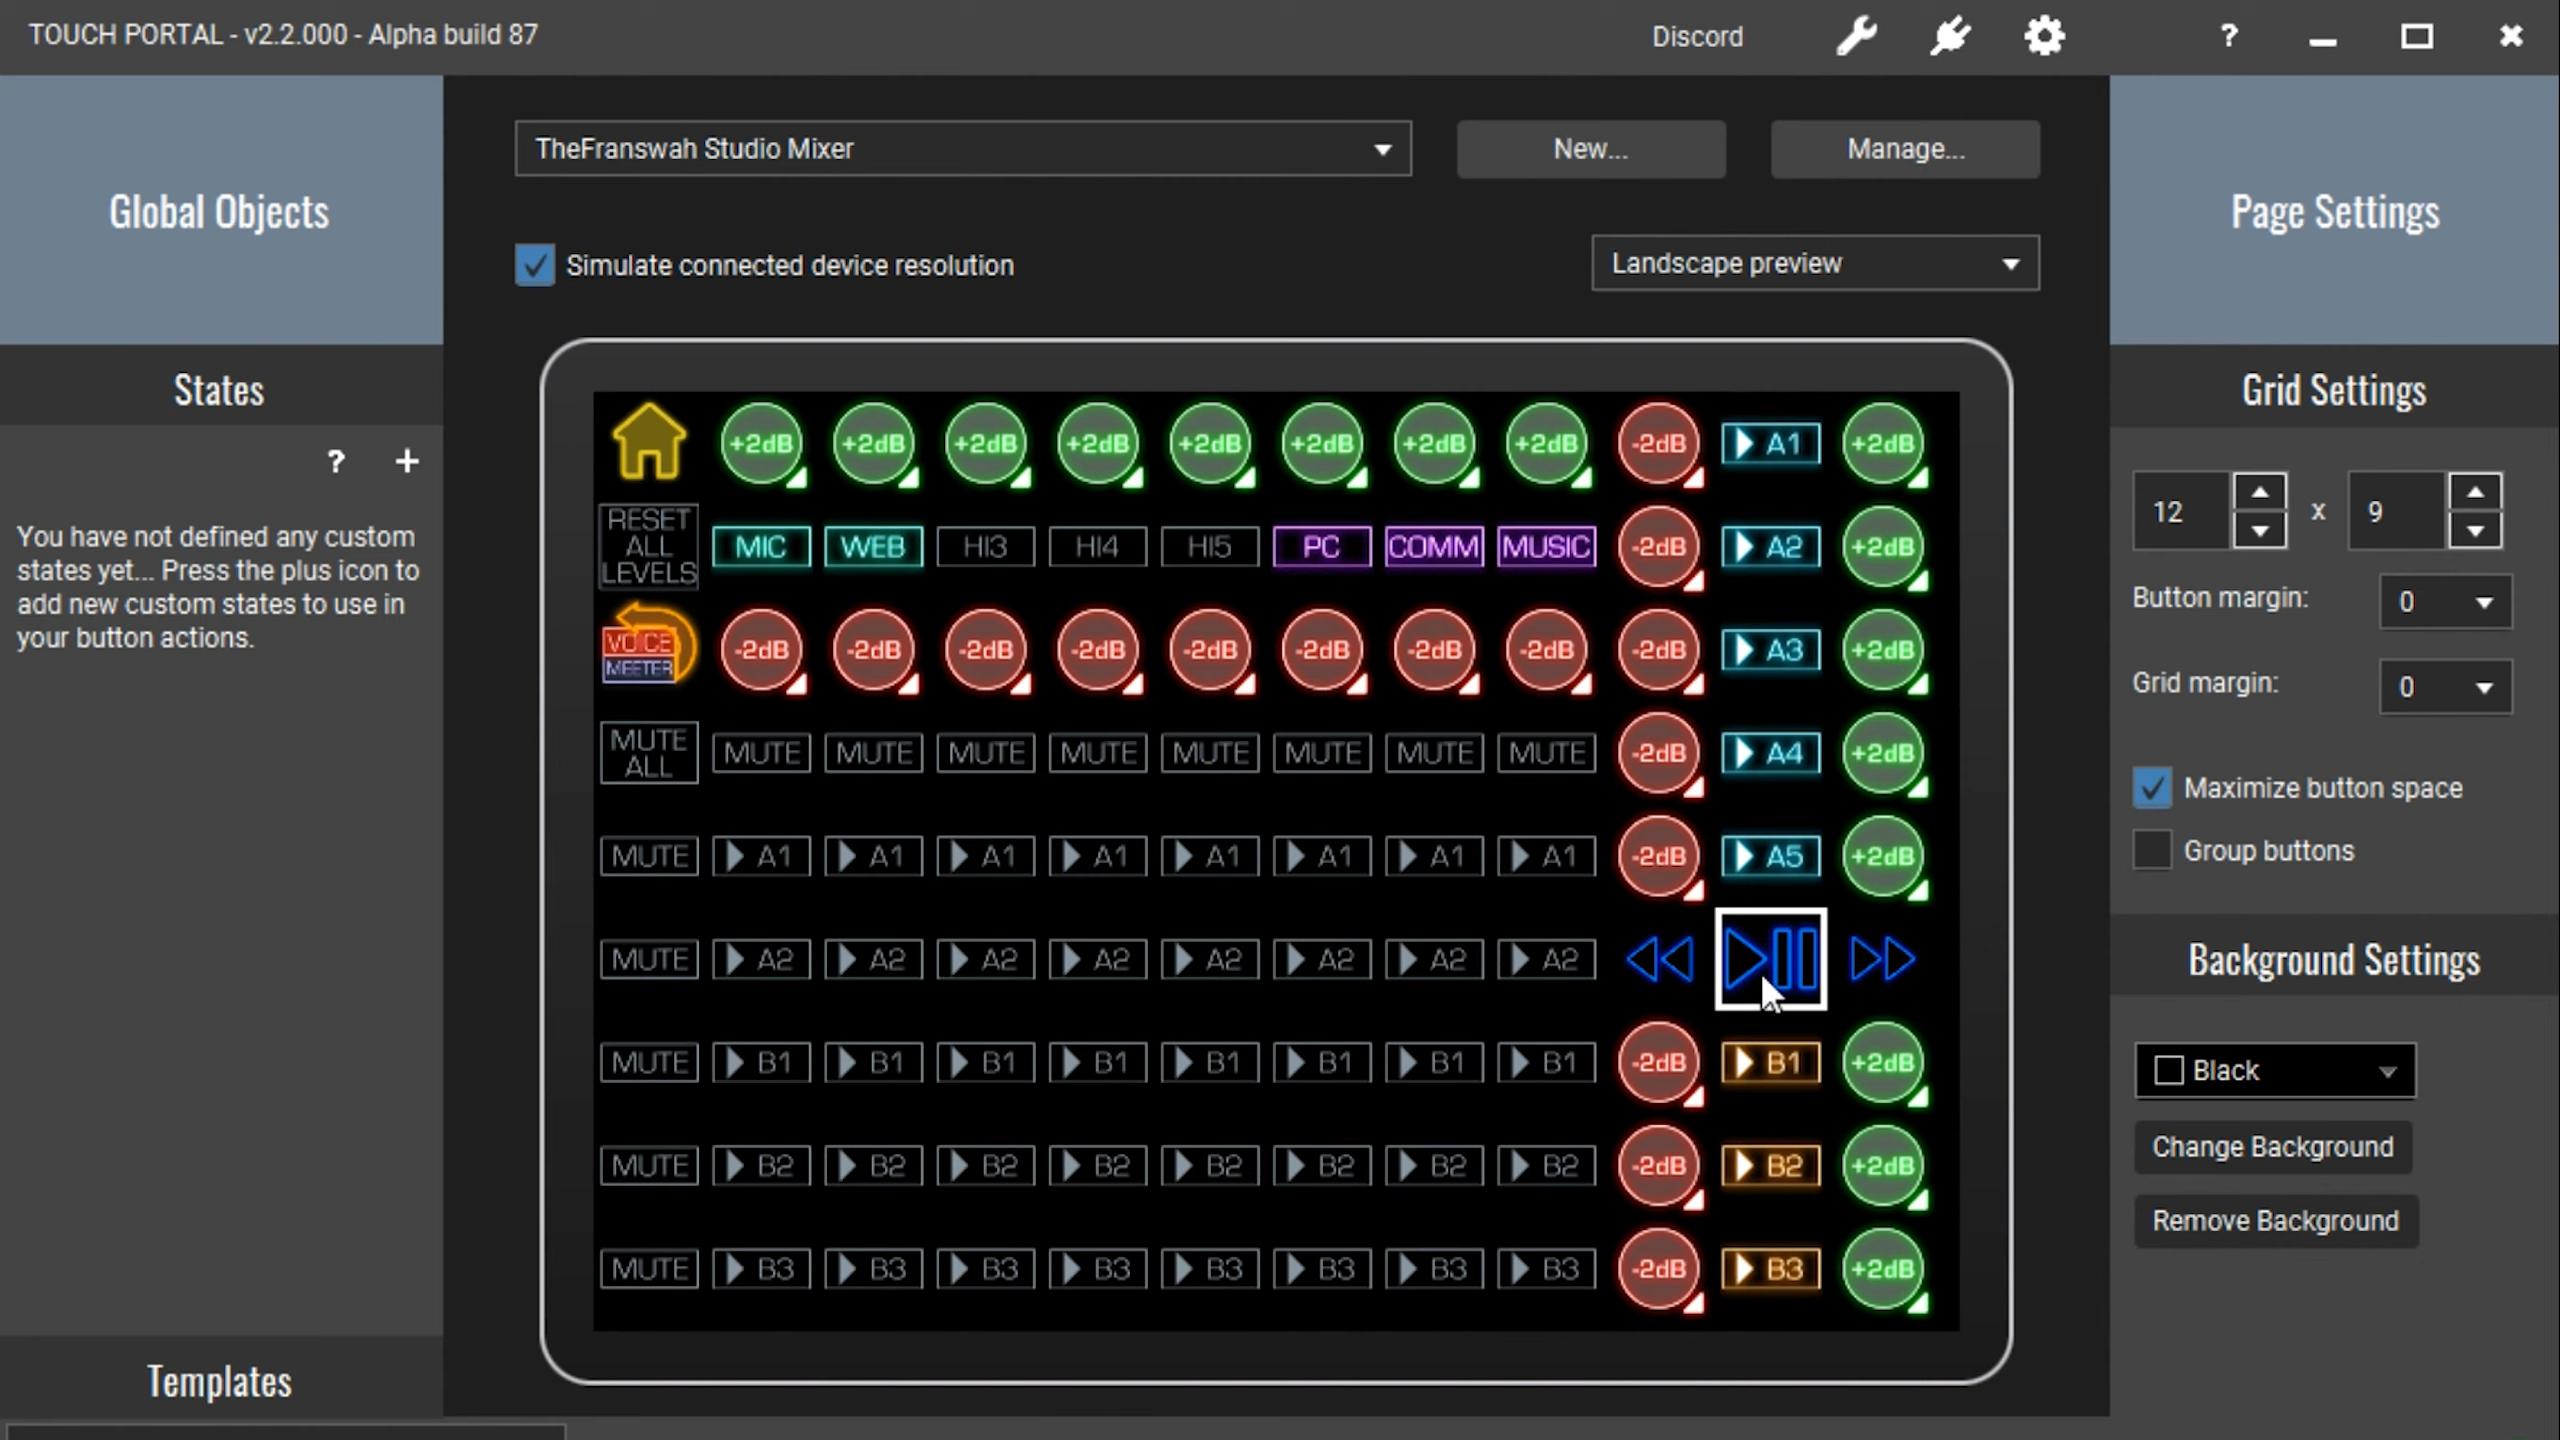 TOUCH PORTAL - v2.2.000 - Alpha build 87
Discord
?
Global Objects
TheFranswah Studio Mixer
New...
Manage...
Page Settings
Simulate connected device resolution
Landscape preview
States
? +
You have not defined any custom
states yet... Press the plus icon to
add new custom states to use in
your button actions.
Templates
+2dB +2dB +2dB +2dB +2dB +2dB +2dB +2dB -2dB A1 +2dB
RESET
ALL
LEVELS
MIC WEB HI3 HI4 HI5 PC COMM MUSIC -2dB A2 +2dB
VOICE
MEETER
-2dB -2dB -2dB -2dB -2dB -2dB -2dB -2dB -2dB A3 +2dB
MUTE
ALL
MUTE MUTE MUTE MUTE MUTE MUTE MUTE MUTE -2dB A4 +2dB
MUTE A1 A1 A1 A1 A1 A1 A1 A1 -2dB A5 +2dB
MUTE A2 A2 A2 A2 A2 A2 A2 A2
MUTE B1 B1 B1 B1 B1 B1 B1 B1 -2dB B1 +2dB
MUTE B2 B2 B2 B2 B2 B2 B2 B2 -2dB B2 +2dB
MUTE B3 B3 B3 B3 B3 B3 B3 B3 -2dB B3 +2dB
Grid Settings
12 x 9
Button margin: 0
Grid margin: 0
Maximize button space
Group buttons
Background Settings
Black
Change Background
Remove Background